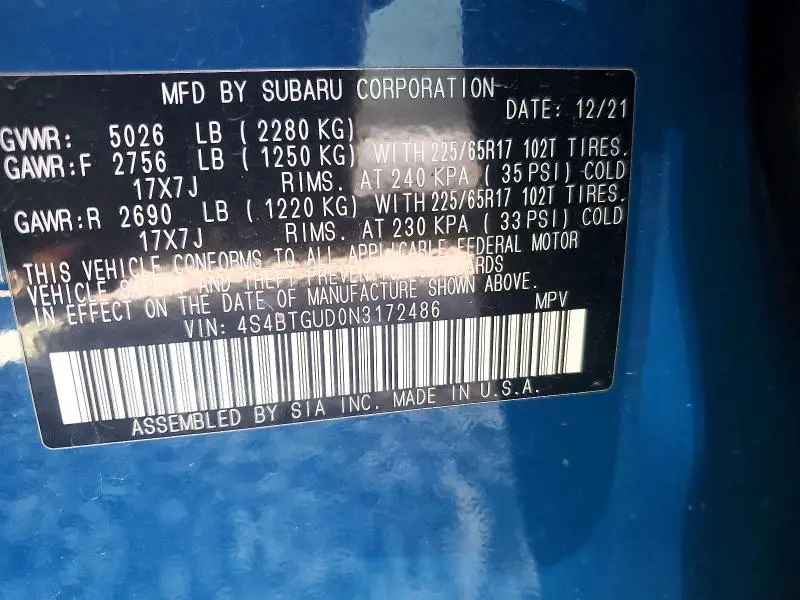 MFD BY SUBARU CORPORATION DATE: 12/21
GVWR: 5026 LB ( 2280 KG)
GAWR:F 2756 LB ( 1250 KG) WITH 225/65R17 102T TIRES.
17X7J RIMS. AT 240 KPA ( 35 PSI) COLD
GAWR:R 2690 LB ( 1220 KG) WITH 225/65R17 102T TIRES.
17X7J RIMS. AT 230 KPA ( 33 PSI) COLD
THIS VEHICLE CONFORMS TO ALL APPLICABLE FEDERAL MOTOR
VEHICLE SAFETY AND THEFT PREVENTION STANDARDS
IN EFFECT ON THE DATE OF MANUFACTURE SHOWN ABOVE.
VIN: 4S4BTGUD0N3172486 MPV
ASSEMBLED BY SIA INC. MADE IN U.S.A.